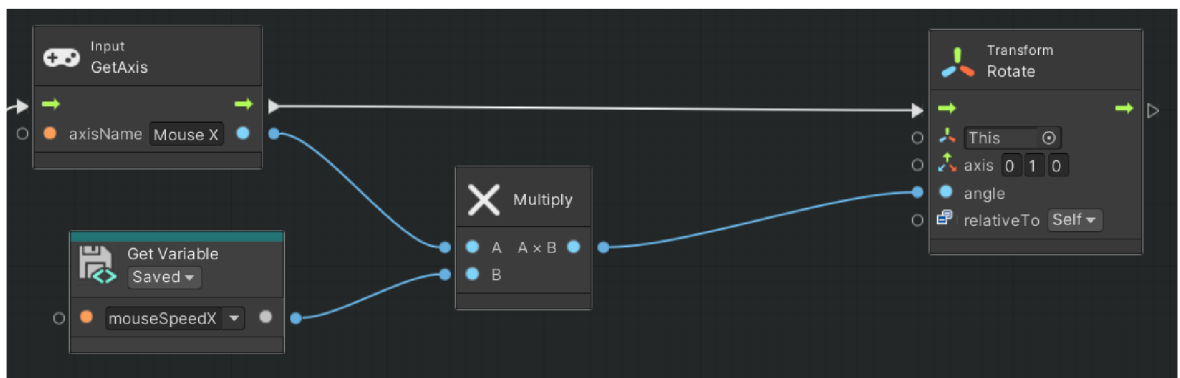 Input
GetAxis
axisName Mouse X
Get Variable
Saved
mouseSpeedX
Multiply
A A × B
B
Transform
Rotate
This
axis 0 1 0
angle
relativeTo Self